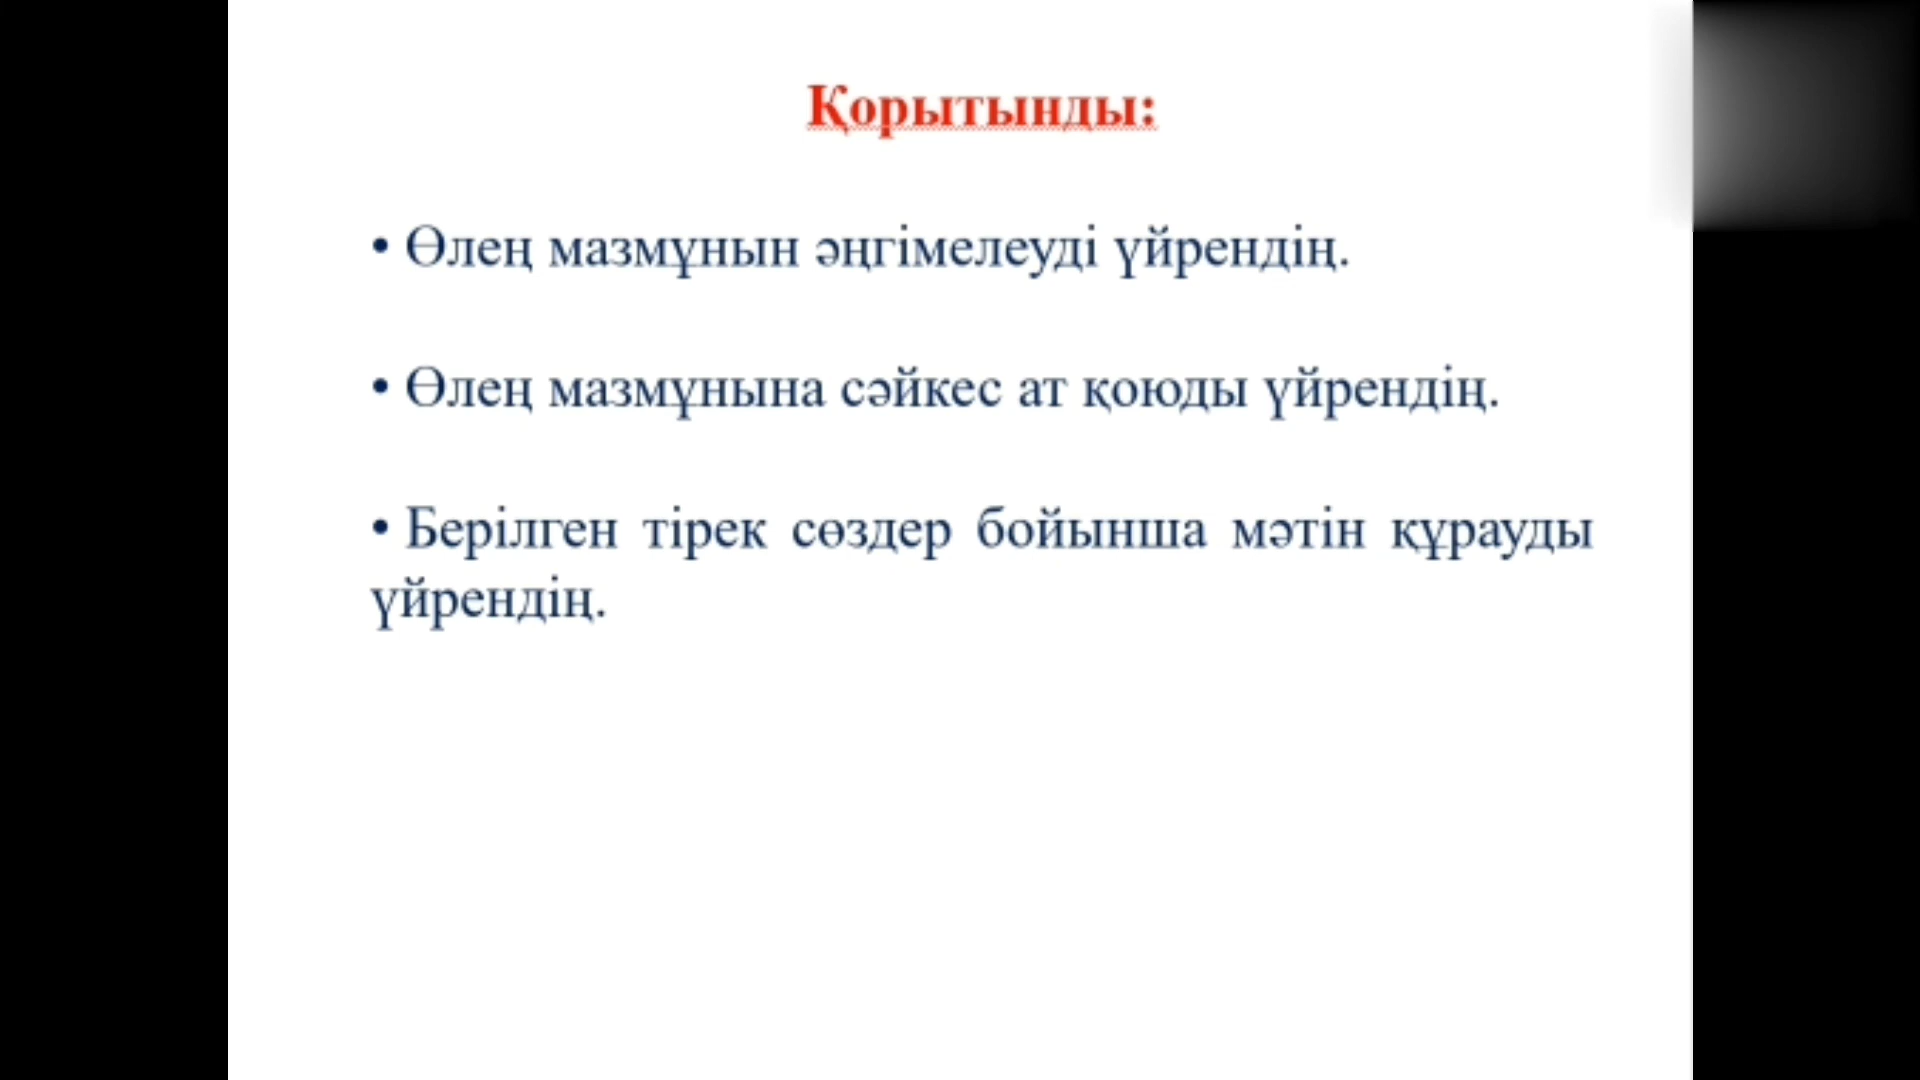 Қорытынды:
• Өлең мазмұнын әңгімелеуді үйрендің.
• Өлең мазмұнына сәйкес ат қоюды үйрендің.
• Берілген тірек сөздер бойынша мәтін құрауды
үйрендің.